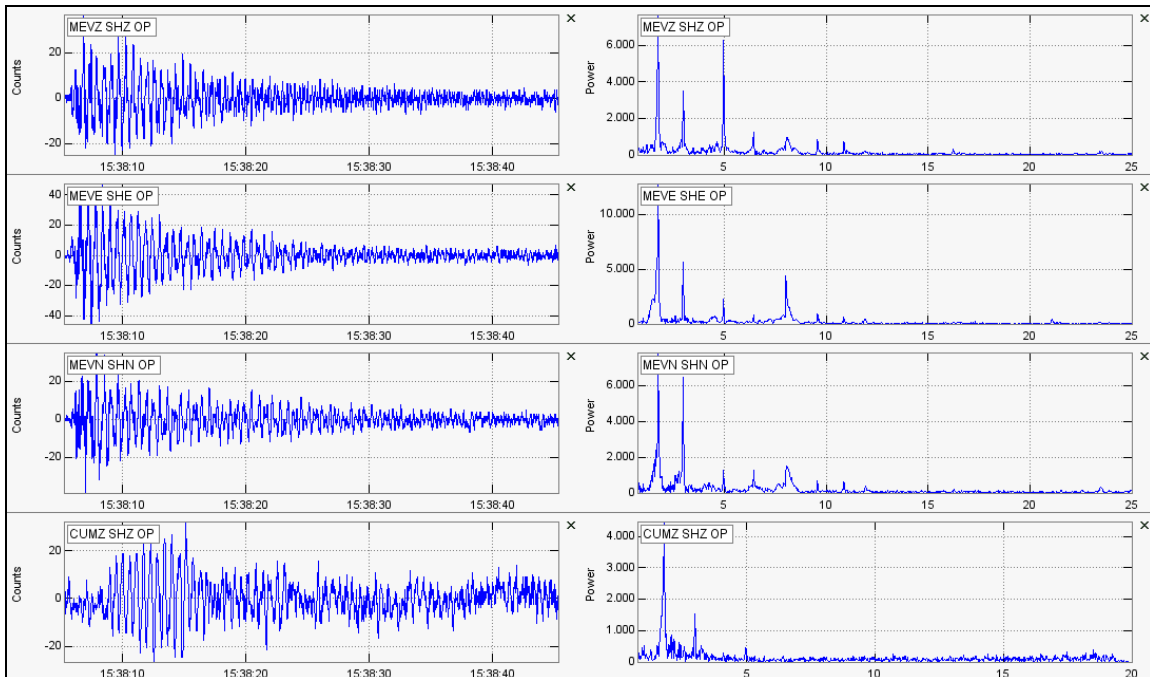 MEVZ SHZ OP
Counts
20
0
-20
15:38:10 15:38:20 15:38:30 15:38:40
×
MEVZ SHZ OP
Power
6.000
4.000
2.000
0
5 10 15 20 25
×
MEVE SHE OP
Counts
40
20
0
-20
-40
15:38:10 15:38:20 15:38:30 15:38:40
×
MEVE SHE OP
Power
10.000
5.000
0
5 10 15 20 25
×
MEVN SHN OP
Counts
20
0
-20
15:38:10 15:38:20 15:38:30 15:38:40
×
MEVN SHN OP
Power
6.000
4.000
2.000
0
5 10 15 20 25
×
CUMZ SHZ OP
Counts
20
0
-20
15:38:10 15:38:20 15:38:30 15:38:40
×
CUMZ SHZ OP
Power
4.000
3.000
2.000
1.000
0
5 10 15 20
×